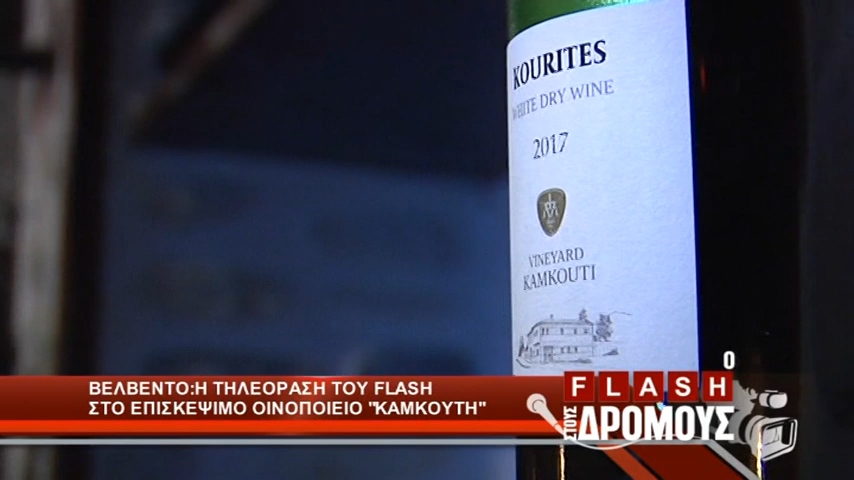 KOURITES
WHITE DRY WINE
2017
VINEYARD
KAMKOUTI
ΒΕΛΒΕΝΤΟ:Η ΤΗΛΕΟΡΑΣΗ ΤΟΥ FLASH
ΣΤΟ ΕΠΙΣΚΕΨΙΜΟ ΟΙΝΟΠΟΙΕΙΟ "ΚΑΜΚΟΥΤΗ"
Ο
FLASH
ΣΤΟΥΣ
ΔΡΟΜΟΥΣ